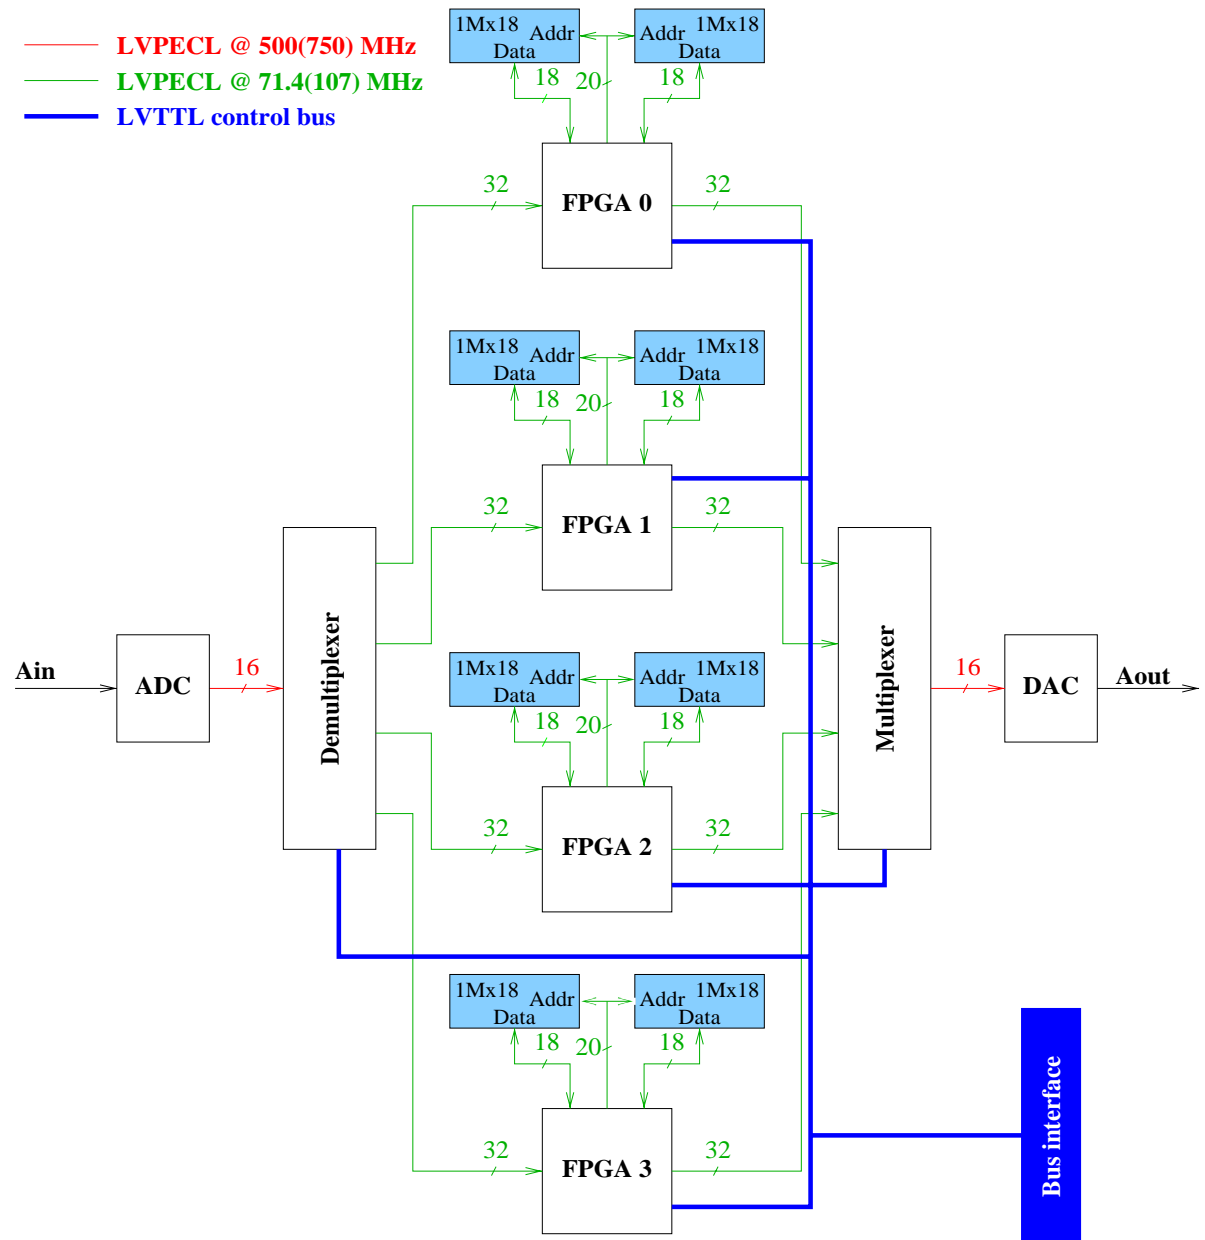 LVPECL @ 500(750) MHz
LVPECL @ 71.4(107) MHz
LVTTL control bus
1Mx18 Addr
Data
Addr 1Mx18
Data
18
20
18
32
FPGA 0
32
1Mx18 Addr
Data
Addr 1Mx18
Data
18
20
18
32
FPGA 1
32
Ain
ADC
16
Demultiplexer
1Mx18 Addr
Data
Addr 1Mx18
Data
18
20
18
32
FPGA 2
32
Multiplexer
16
DAC
Aout
1Mx18 Addr
Data
Addr 1Mx18
Data
18
20
18
32
FPGA 3
32
Bus interface